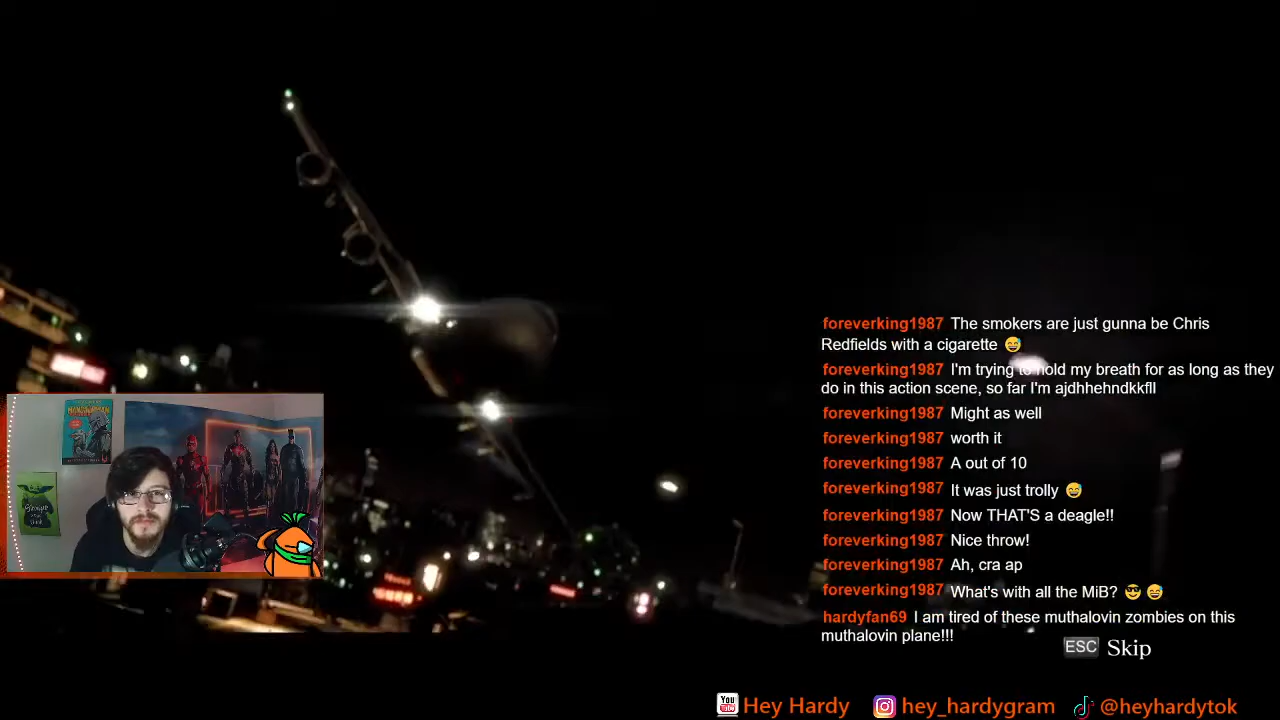 foreverking1987 The smokers are just gunna be Chris
Redfields with a cigarette 😅
foreverking1987 I'm trying to hold my breath for as long as they
do in this action scene, so far I'm ajdhhehndkkfll
foreverking1987 Might as well
foreverking1987 worth it
foreverking1987 A out of 10
foreverking1987 It was just trolly 😅
foreverking1987 Now THAT'S a deagle!!
foreverking1987 Nice throw!
foreverking1987 Ah, cra ap
foreverking1987 What's with all the MiB? 😎 😅
hardyfan69 I am tired of these muthalovin zombies on this
muthalovin plane!!!
ESC Skip
You Hey Hardy hey_hardygram @heyhardytok